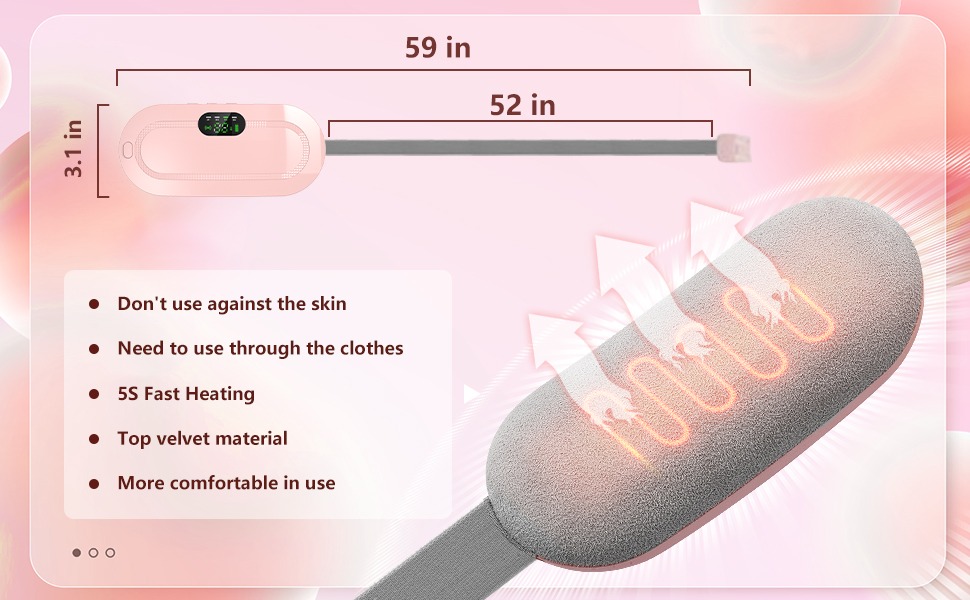 59 in
52 in
3.1 in
Don't use against the skin
Need to use through the clothes
5S Fast Heating
Top velvet material
More comfortable in use